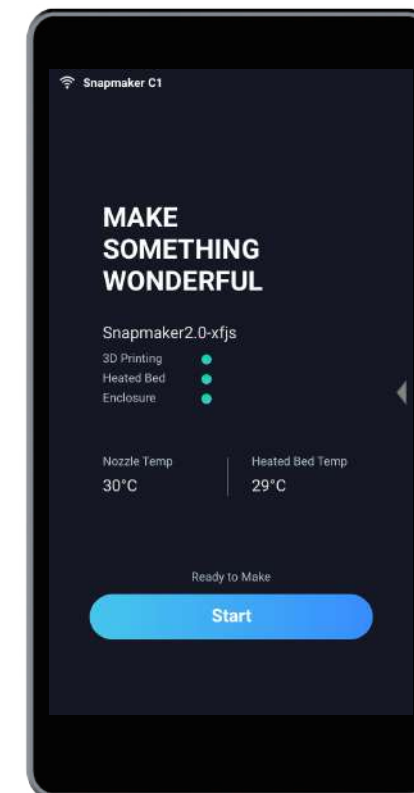 Snapmaker C1
MAKE
SOMETHING
WONDERFUL
Snapmaker2.0-xfjs
3D Printing
Heated Bed
Enclosure
Nozzle Temp
Heated Bed Temp
30°C
29°C
Ready to Make
Start